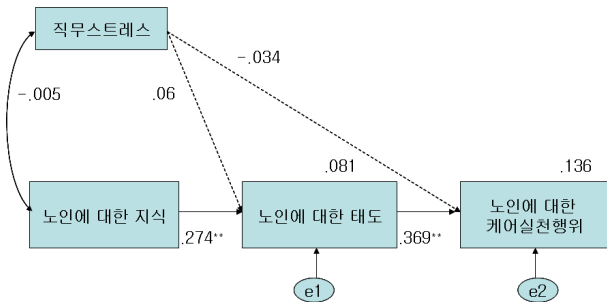 직무스트레스
-.034
-.005
.06
.081
.136
노인에 대한 지식
노인에 대한 태도
노인에 대한
케어실천행위
.274**
.369**
e1
e2